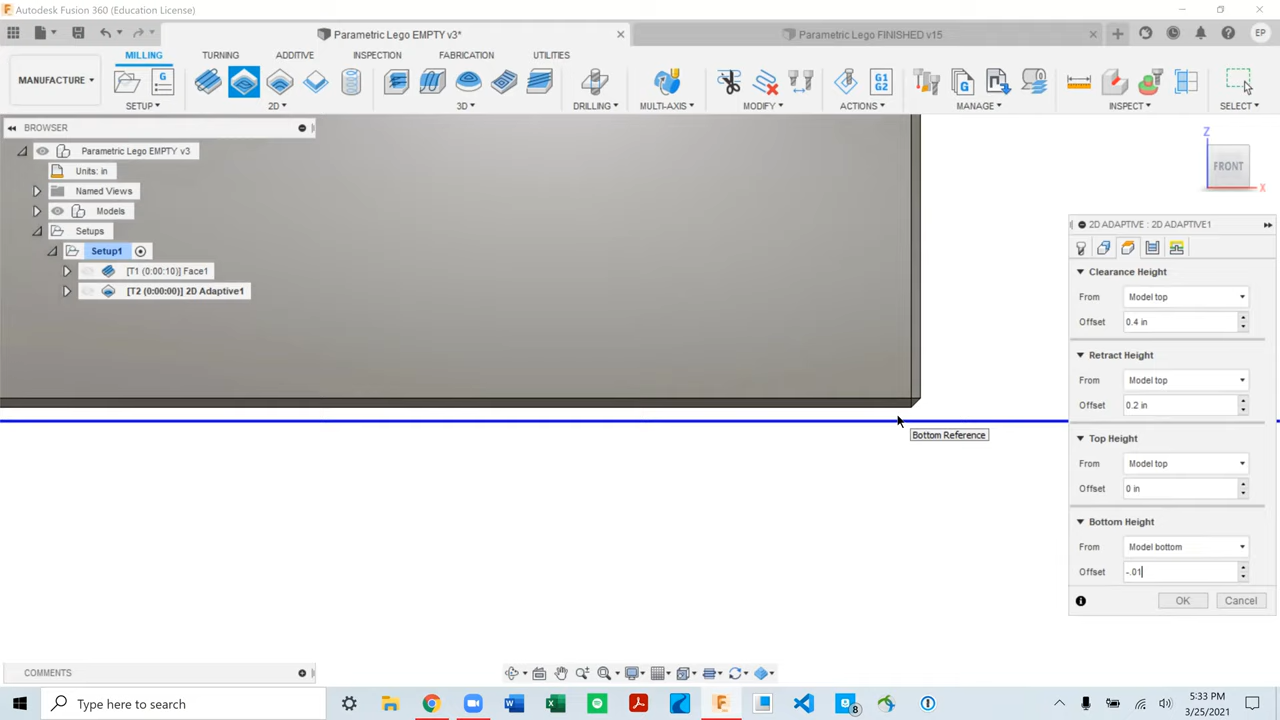 Autodesk Fusion 360 (Education License)
Parametric Lego EMPTY v3*
Parametric Lego FINISHED v15
EP
MANUFACTURE
MILLING
TURNING
ADDITIVE
INSPECTION
FABRICATION
UTILITIES
G
G1
G2
SETUP
2D
3D
DRILLING
MULTI-AXIS
MODIFY
ACTIONS
MANAGE
INSPECT
SELECT
BROWSER
Parametric Lego EMPTY v3
Units: in
Named Views
Models
Setups
Setup1
[T1 (0:00:10)] Face1
[T2 (0:00:00)] 2D Adaptive1
Z
FRONT
X
2D ADAPTIVE : 2D ADAPTIVE1
Clearance Height
From Model top
Offset 0.4 in
Retract Height
From Model top
Offset 0.2 in
Top Height
From Model top
Offset 0 in
Bottom Height
From Model bottom
Offset -.01
OK Cancel
Bottom Reference
COMMENTS
Type here to search
8
5:33 PM
3/25/2021